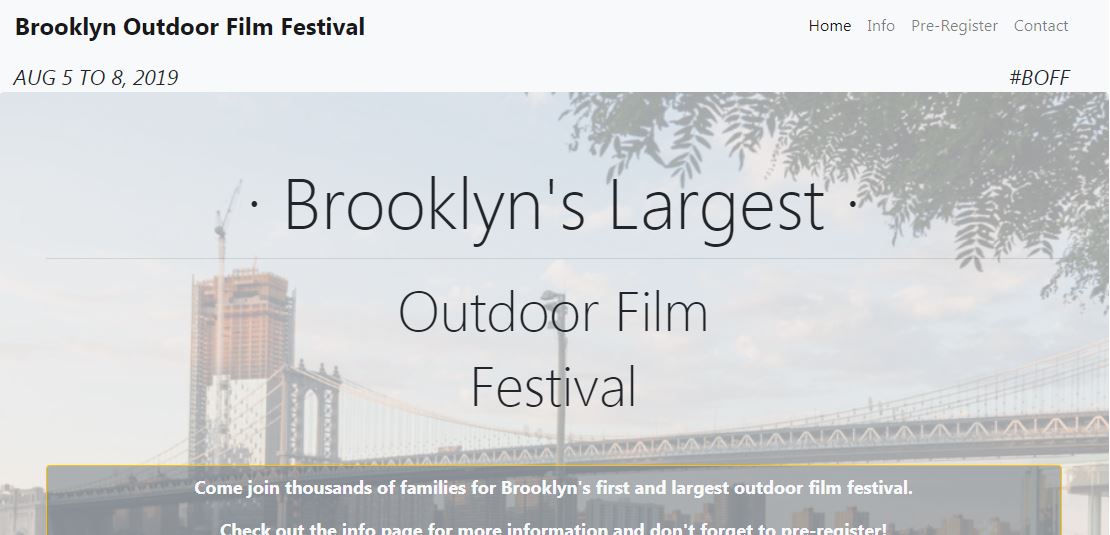 Brooklyn Outdoor Film Festival
Home Info Pre-Register Contact
AUG 5 TO 8, 2019
#BOFF
· Brooklyn's Largest ·
Outdoor Film
Festival
Come join thousands of families for Brooklyn's first and largest outdoor film festival.
Check out the info page for more information and don't forget to pre-register!